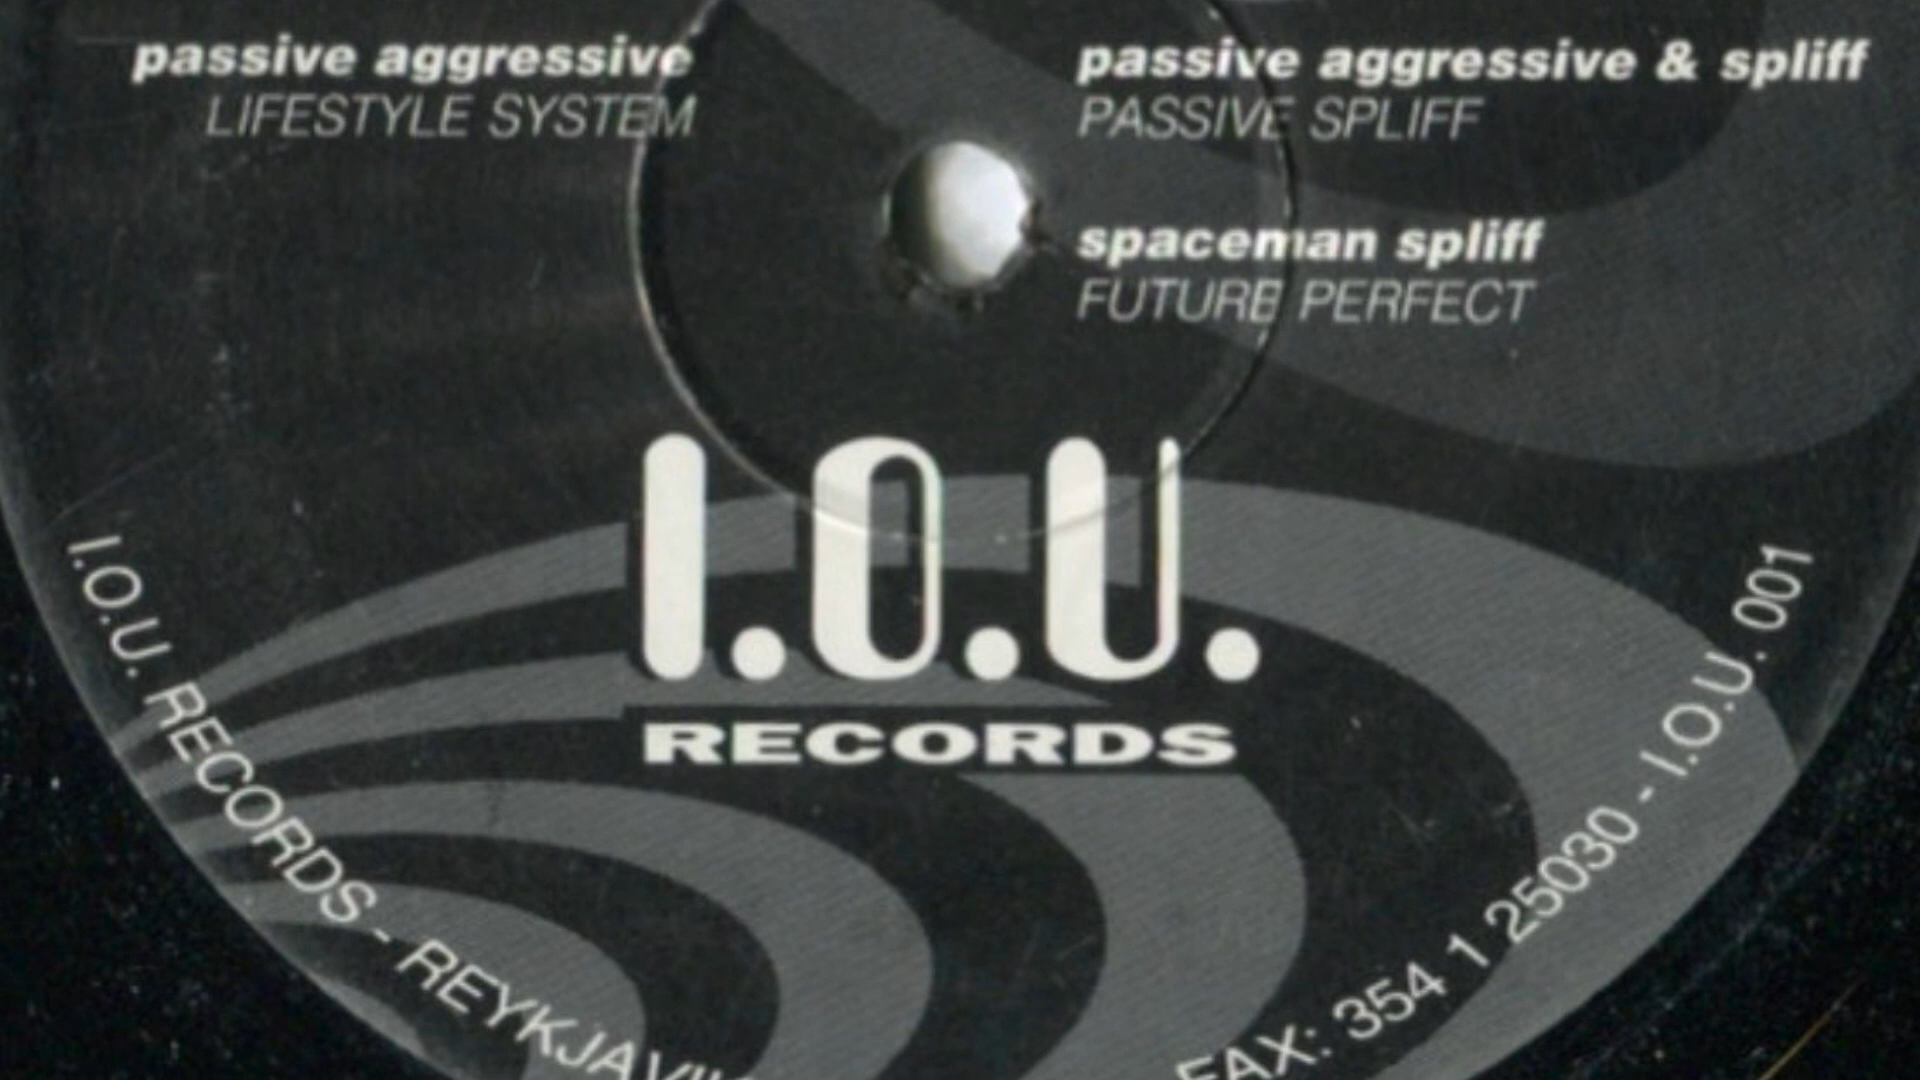 passive aggressive
LIFESTYLE SYSTEM
passive aggressive & spliff
PASSIVE SPLIFF
spaceman spliff
FUTURE PERFECT
I.O.U.
RECORDS
I.O.U. RECORDS - REYKJAVIK
FAX: 354 1 25030 - I.O.U. 001